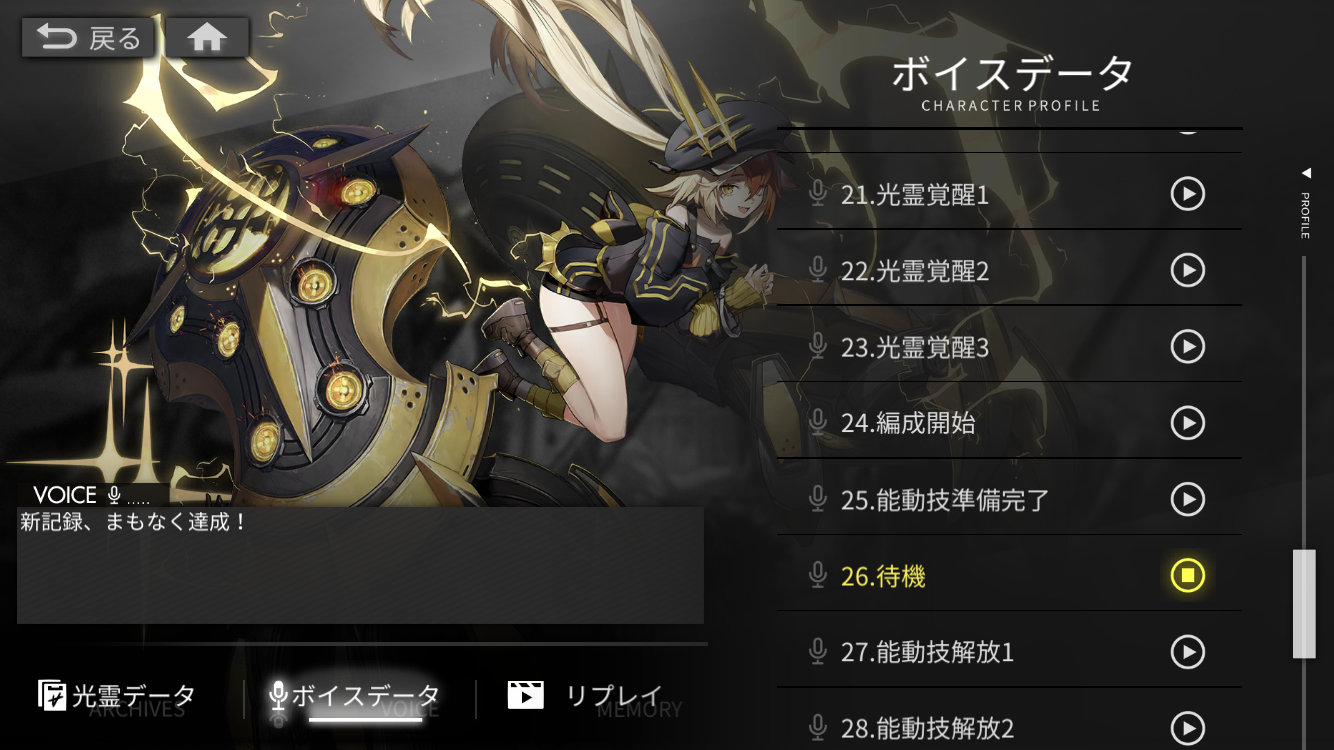 戻る
ボイスデータ
CHARACTER PROFILE
21.光霊覚醒1
PROFILE
22.光霊覚醒2
23.光霊覚醒3
24.編成開始
25.能動技準備完了
VOICE .....
新記録、まもなく達成！
26.待機
27.能動技解放1
28.能動技解放2
光霊データ
ARCHIVES
ボイスデータ
VOICE
リプレイ
MEMORY